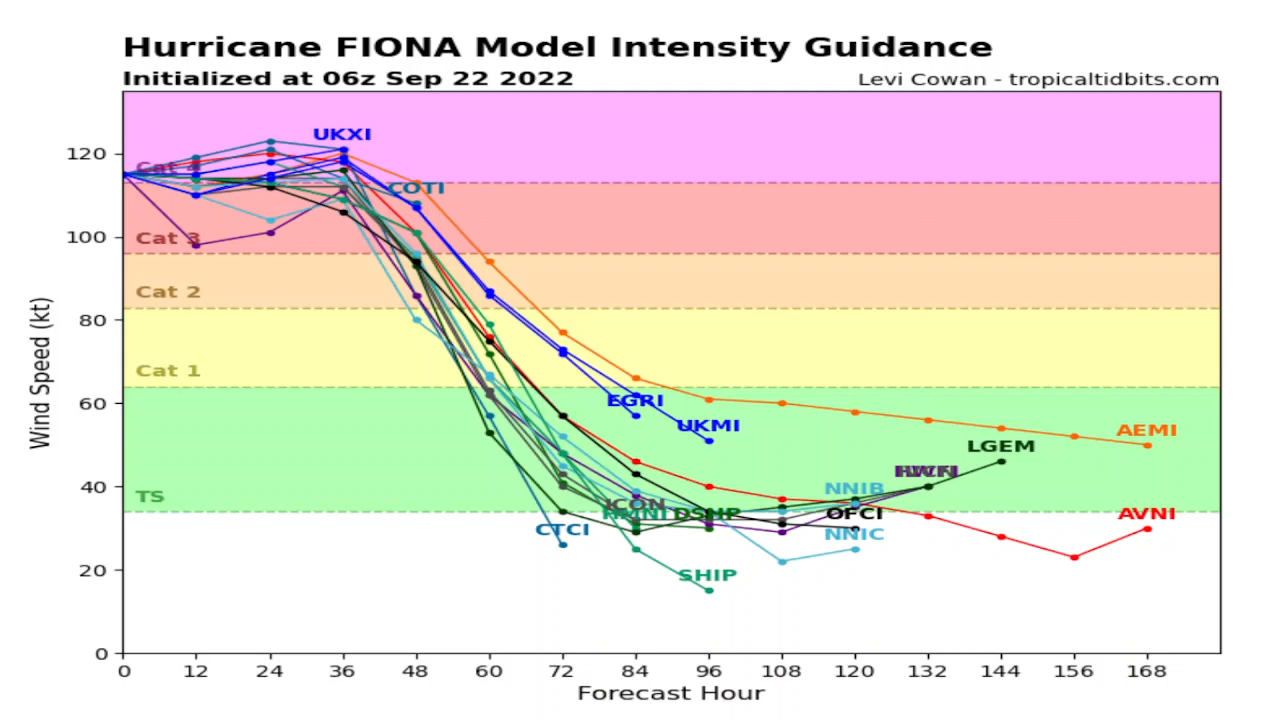 Hurricane FIONA Model Intensity Guidance
Initialized at 06z Sep 22 2022
Levi Cowan - tropicaltidbits.com
Wind Speed (kt)
120
100
80
60
40
20
0
Cat 3
Cat 2
Cat 1
TS
UKXI
COTI
EGRI
UKMI
AEMI
LGEM
NNIB
ICON
DSHP
OFCI
AVNI
CTCI
NNIC
SHIP
0 12 24 36 48 60 72 84 96 108 120 132 144 156 168
Forecast Hour